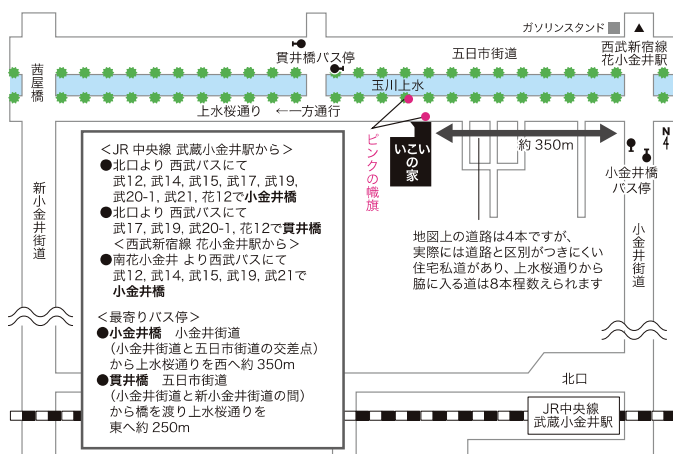 ガソリンスタンド
西武新宿線
花小金井駅
貫井橋バス停
五日市街道
茜屋橋
玉川上水
上水桜通り　←一方通行
ピンクの幟旗
いこい
の家
約350m
N
4
小金井橋
バス停
新小金井街道
小金井街道
＜JR 中央線 武蔵小金井駅から＞
●北口より 西武バスにて
武12, 武14, 武15, 武17, 武19,
武20-1, 武21, 花12で小金井橋
●北口より 西武バスにて
武17, 武19, 武20-1, 花12で貫井橋
＜西武新宿線 花小金井駅から＞
●南花小金井 より西武バスにて
武12, 武14, 武15, 武19, 武21で
小金井橋
＜最寄りバス停＞
●小金井橋　小金井街道
（小金井街道と五日市街道の交差点）
から上水桜通りを西へ約350m
●貫井橋　五日市街道
（小金井街道と新小金井街道の間）
から橋を渡り上水桜通りを
東へ約250m
地図上の道路は4本ですが、
実際には道路と区別がつきにくい
住宅私道があり、上水桜通りから
脇に入る道は8本程数えられます
北口
JR中央線
武蔵小金井駅